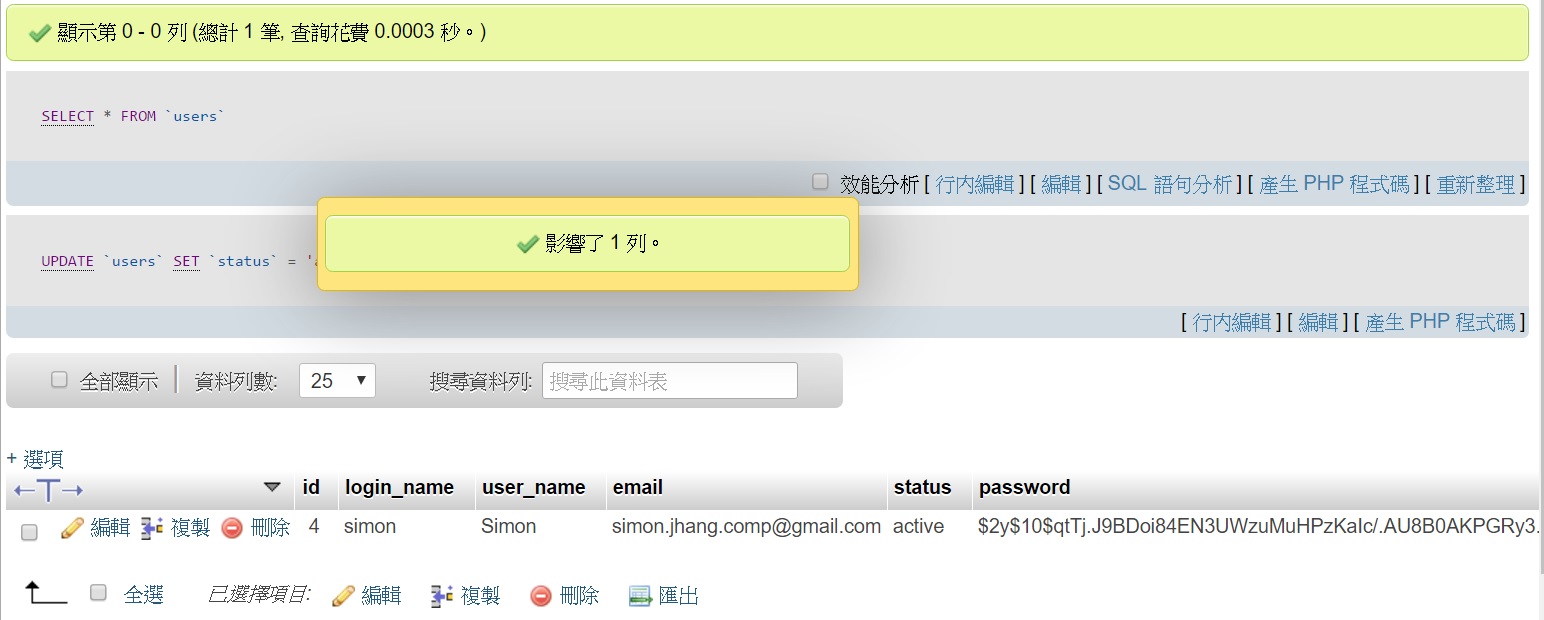 顯示第 0 - 0 列 (總計 1 筆, 查詢花費 0.0003 秒。)
SELECT * FROM `users`
效能分析 [ 行內編輯 ] [ 編輯 ] [ SQL 語句分析 ] [ 產生 PHP 程式碼 ] [ 重新整理 ]
影響了 1 列。
UPDATE `users` SET `status` = '
[ 行內編輯 ] [ 編輯 ] [ 產生 PHP 程式碼 ]
全部顯示 資料列數: 25 搜尋資料列: 搜尋此資料表
+ 選項
←T→ id login_name user_name email status password
編輯 複製 刪除 4 simon Simon simon.jhang.comp@gmail.com active $2y$10$qtTj.J9BDoi84EN3UWzuMuHPzKaIc/.AU8B0AKPGRy3.
全選 已選擇項目: 編輯 複製 刪除 匯出